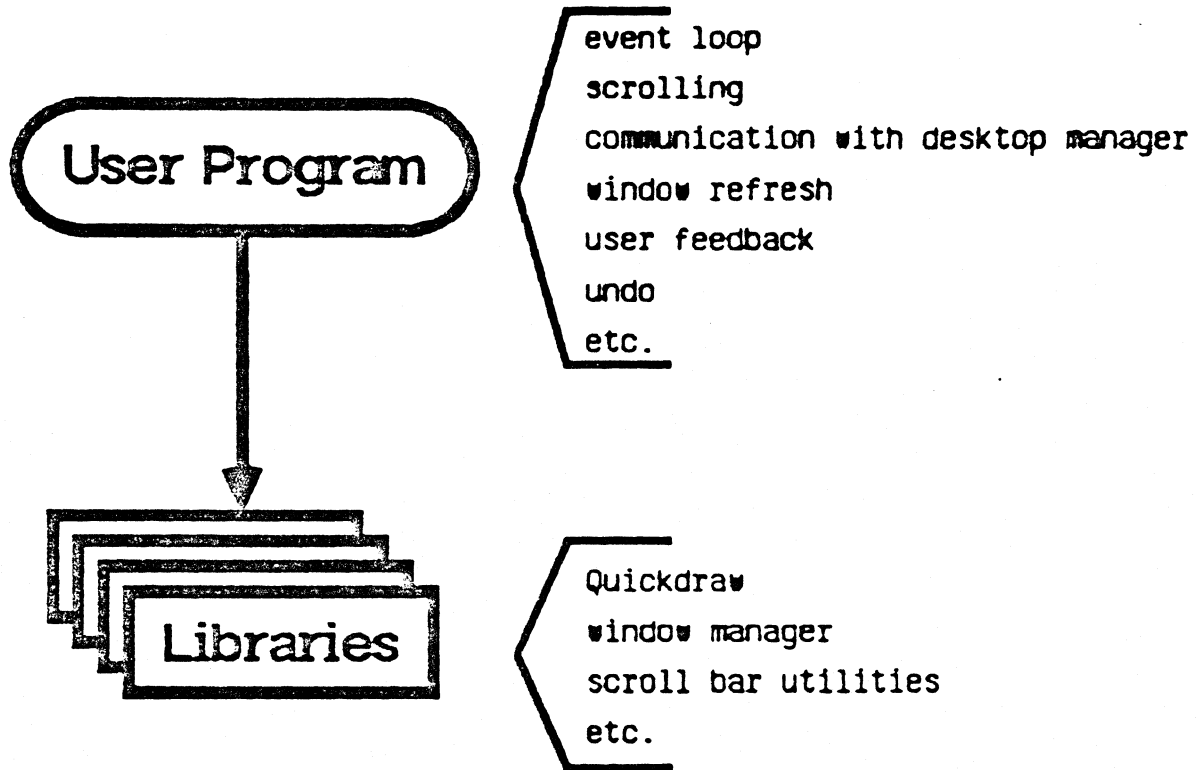 User Program
event loop
scrolling
communication with desktop manager
window refresh
user feedback
undo
etc.
Libraries
Quickdraw
window manager
scroll bar utilities
etc.